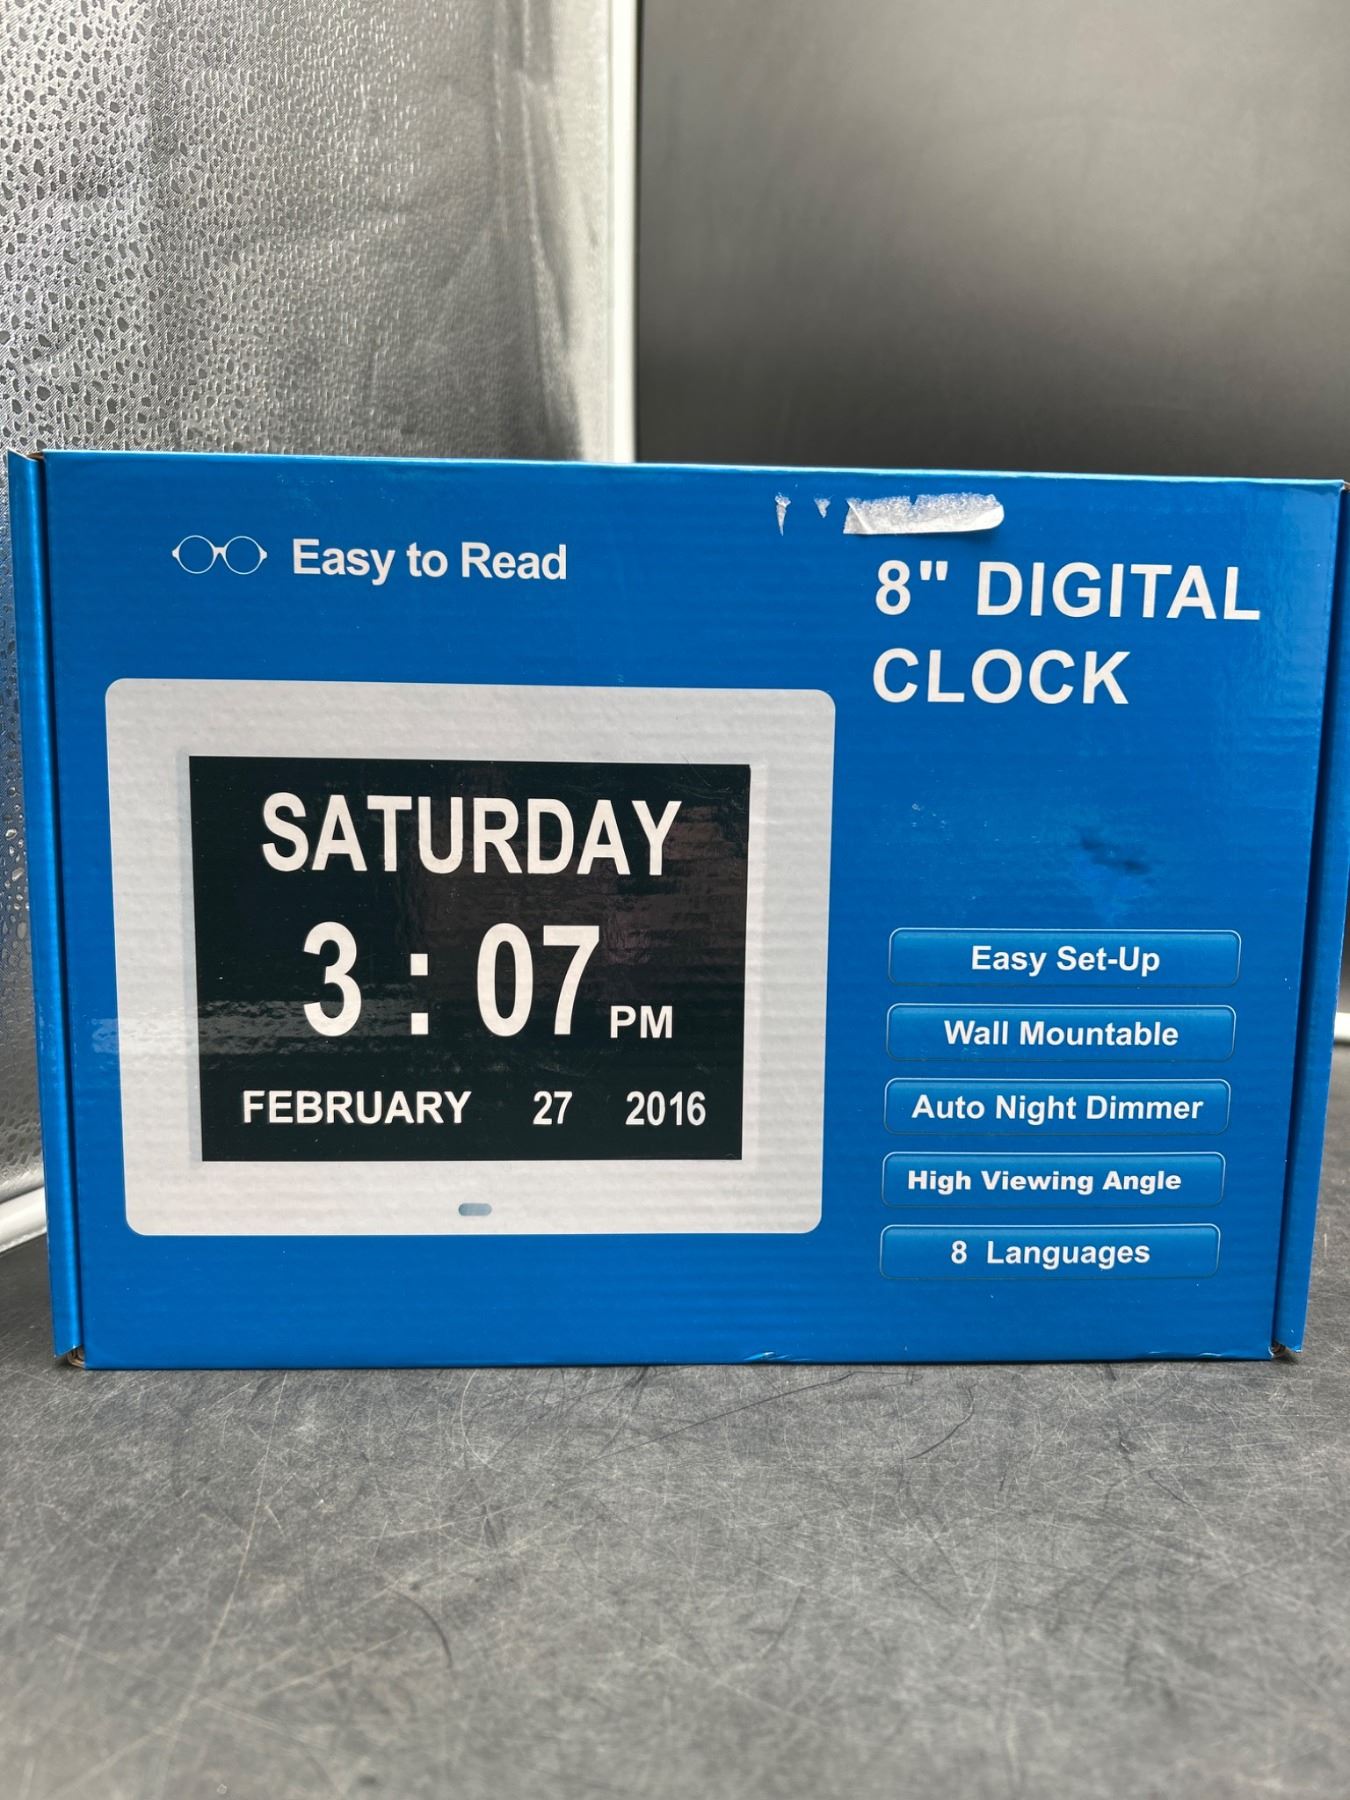 Easy to Read
8" DIGITAL
CLOCK
SATURDAY
3 : 07 PM
FEBRUARY 27 2016
Easy Set-Up
Wall Mountable
Auto Night Dimmer
High Viewing Angle
8 Languages